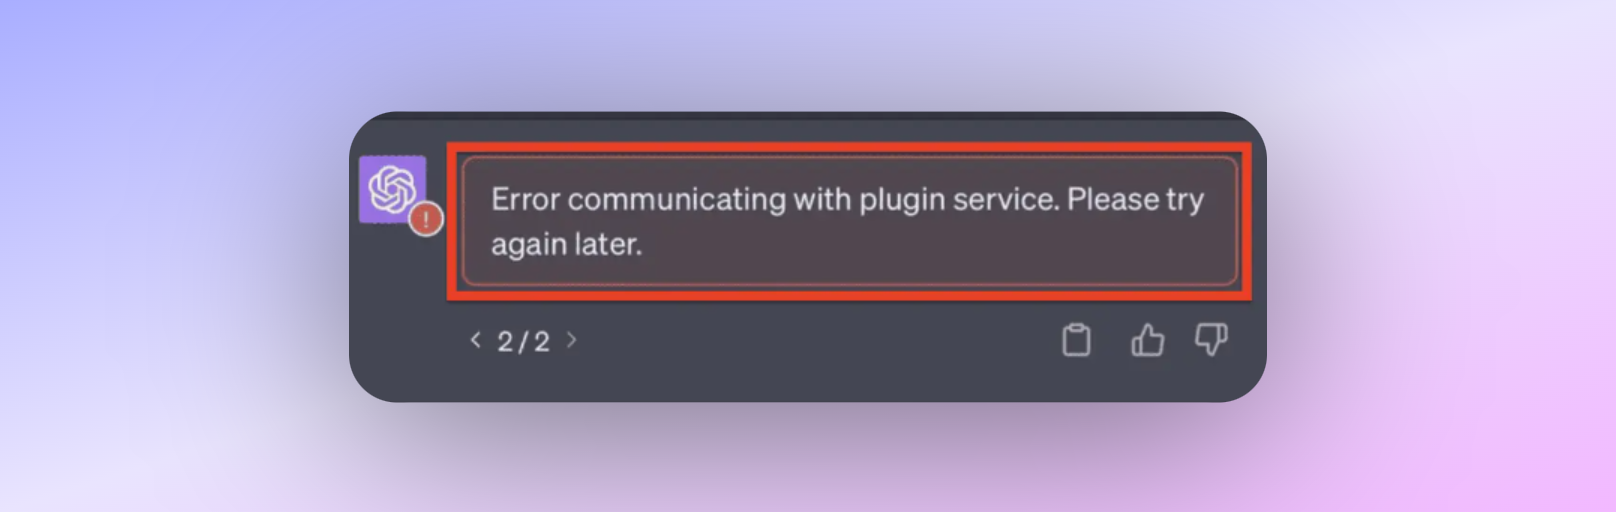 Error communicating with plugin service. Please try
again later.
2 / 2